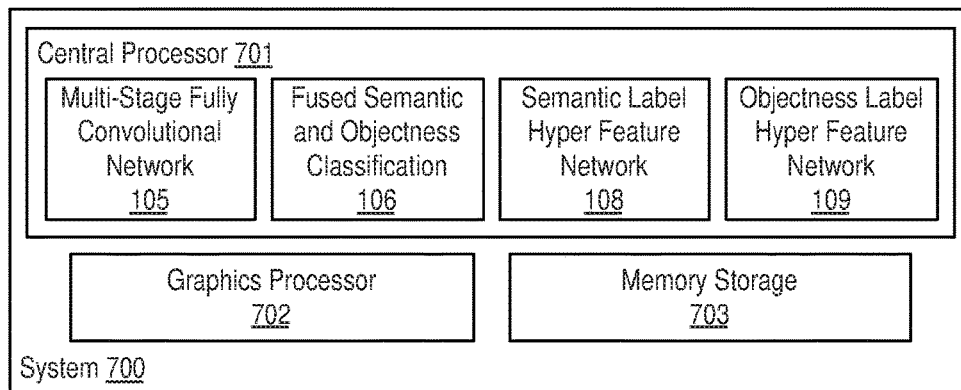 Central Processor 701
Multi-Stage Fully
Convolutional
Network
105
Fused Semantic
and Objectness
Classification
106
Semantic Label
Hyper Feature
Network
108
Objectness Label
Hyper Feature
Network
109
Graphics Processor
702
Memory Storage
703
System 700